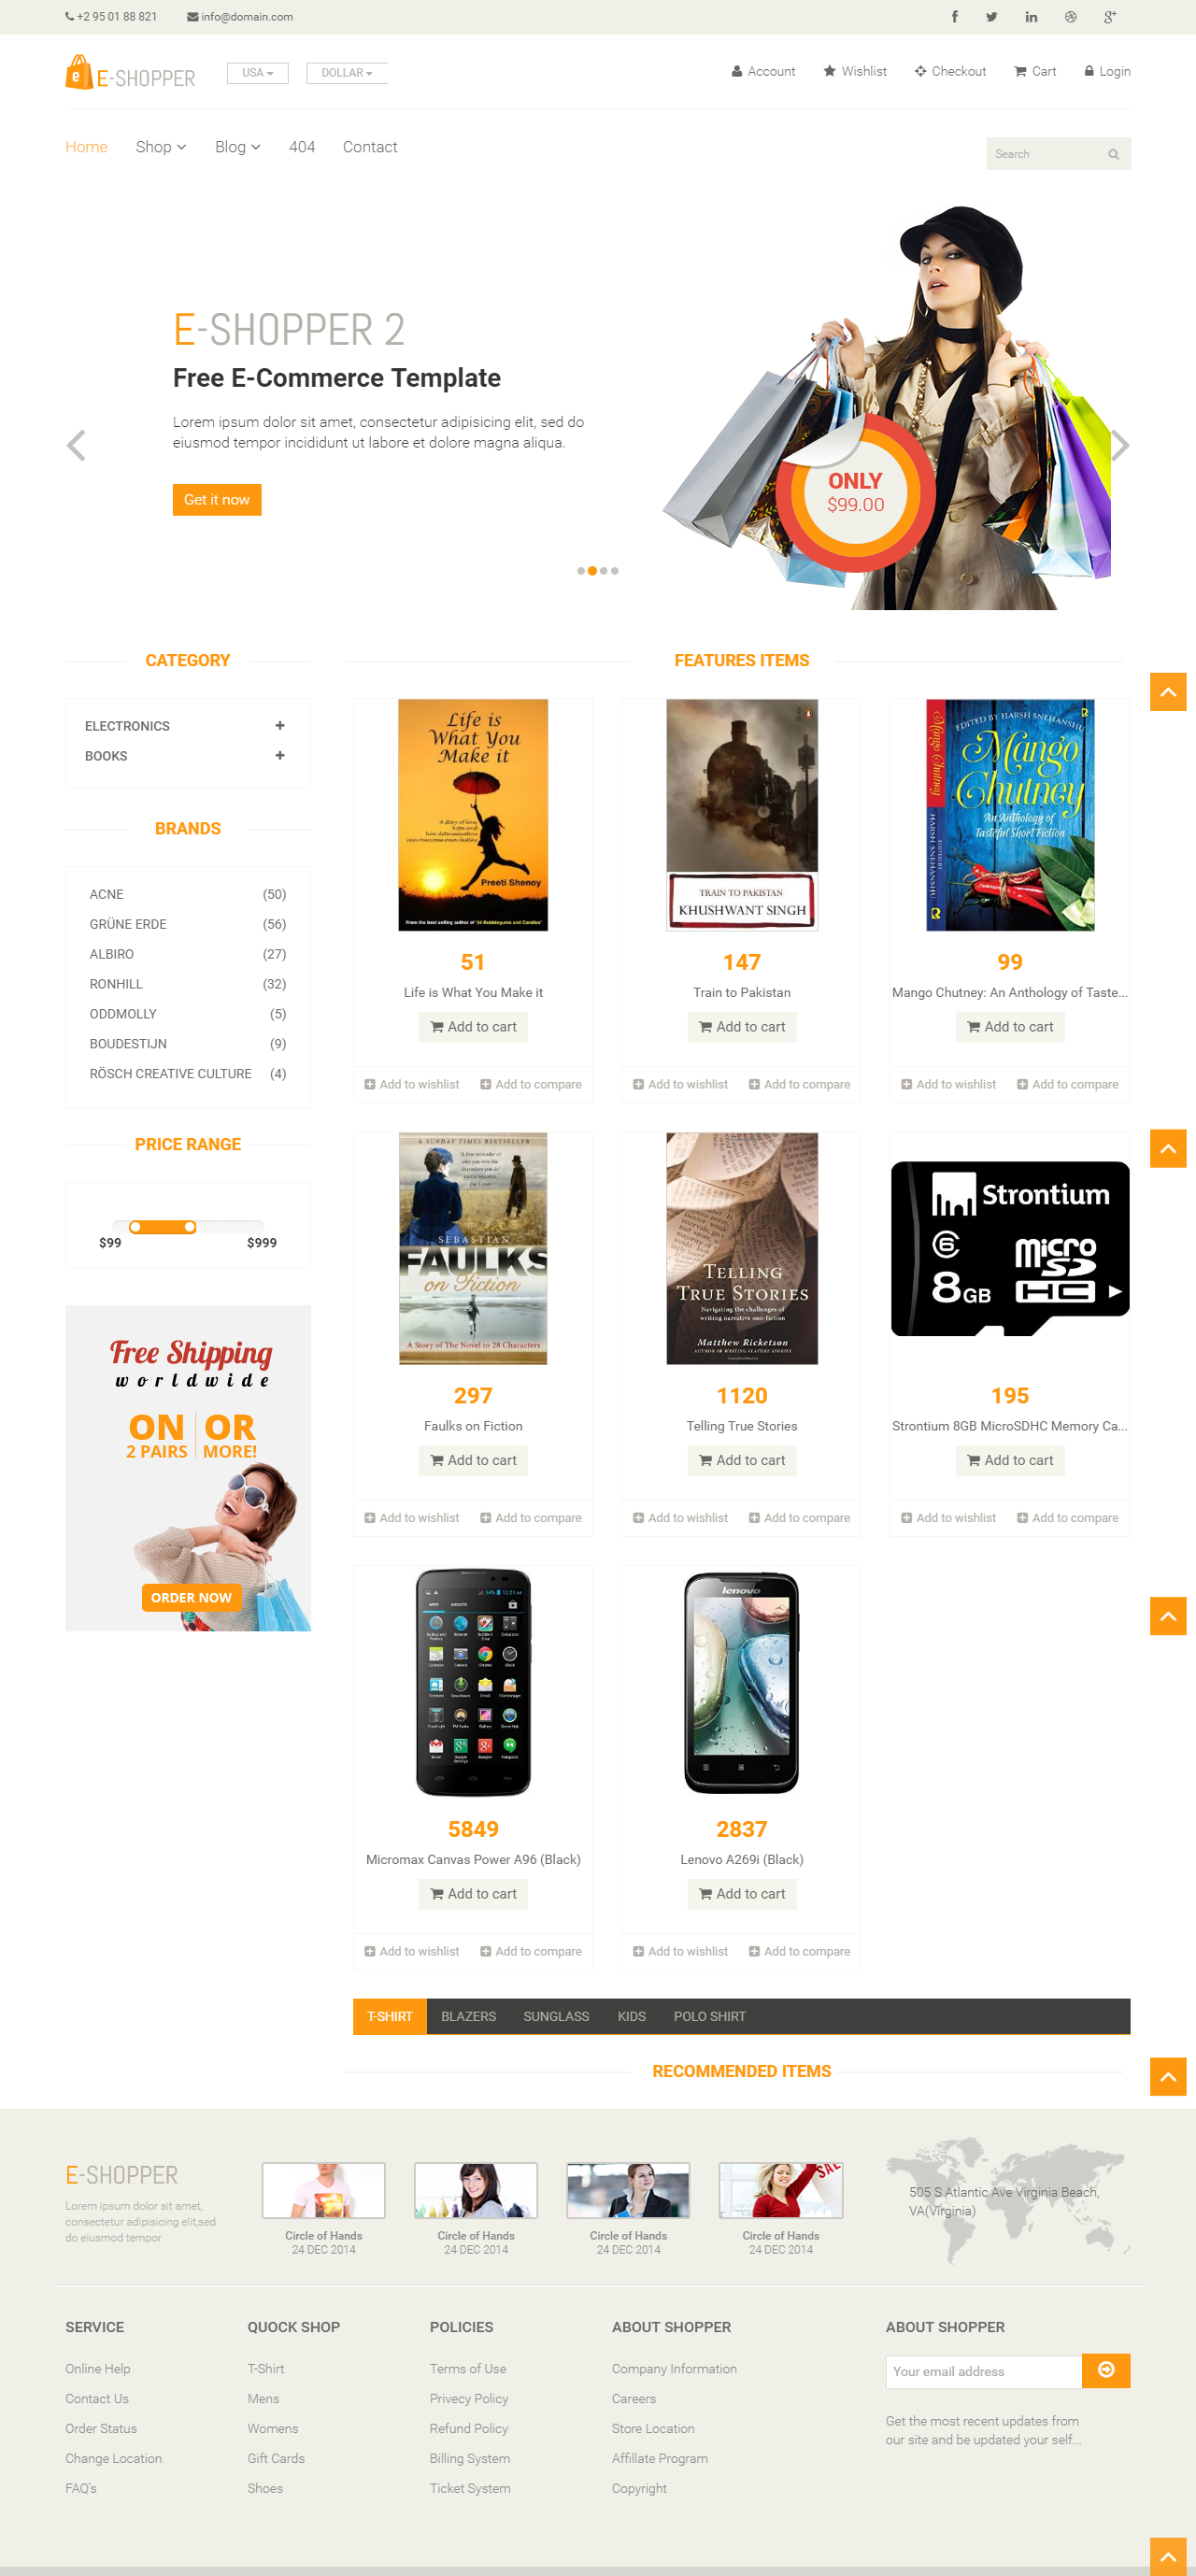 +2 95 01 88 821 info@domain.com
E-SHOPPER
USA
DOLLAR
Account Wishlist Checkout Cart Login
Home Shop Blog 404 Contact
Search
E-SHOPPER 2
Free E-Commerce Template
Lorem ipsum dolor sit amet, consectetur adipisicing elit, sed do
eiusmod tempor incididunt ut labore et dolore magna aliqua.
Get it now
ONLY
$99.00
CATEGORY
ELECTRONICS
BOOKS
BRANDS
ACNE (50)
GRÜNE ERDE (56)
ALBIRO (27)
RONHILL (32)
ODDMOLLY (5)
BOUDESTIJN (9)
RÖSCH CREATIVE CULTURE (4)
PRICE RANGE
$99 $999
Free Shipping
worldwide
ON OR
2 PAIRS MORE!
ORDER NOW
FEATURES ITEMS
Life is
What You
Make it
A story of love,
hope and
how determination
can overcome even destiny
Preeti Shenoy
From the best selling author of '34 Bubblegums and Candies'
51
Life is What You Make it
Add to cart
Add to wishlist Add to compare
TRAIN TO PAKISTAN
KHUSHWANT SINGH
147
Train to Pakistan
Add to cart
Add to wishlist Add to compare
EDITED BY HARSH SNEHANSHU
Mango
Chutney
An Anthology of
Tasteful Short Fiction
Mango Chutney
EDITED BY
HARSH SNEHANSHU
99
Mango Chutney: An Anthology of Taste...
Add to cart
Add to wishlist Add to compare
A SUNDAY TIMES BESTSELLER
SEBASTIAN
FAULKS
on Fiction
A Story of The Novel in 28 Characters
297
Faulks on Fiction
Add to cart
Add to wishlist Add to compare
TELLING
TRUE STORIES
Navigating the challenges of
writing narrative non-fiction
Matthew Ricketson
AUTHOR OF WRITING FEATURE STORIES
1120
Telling True Stories
Add to cart
Add to wishlist Add to compare
Strontium
6
8GB
micro
SD
HC
195
Strontium 8GB MicroSDHC Memory Ca...
Add to cart
Add to wishlist Add to compare
5849
Micromax Canvas Power A96 (Black)
Add to cart
Add to wishlist Add to compare
lenovo
2837
Lenovo A269i (Black)
Add to cart
Add to wishlist Add to compare
T-SHIRT BLAZERS SUNGLASS KIDS POLO SHIRT
RECOMMENDED ITEMS
E-SHOPPER
Lorem ipsum dolor sit amet,
consectetur adipisicing elit,sed
do eiusmod tempor
Circle of Hands
24 DEC 2014
Circle of Hands
24 DEC 2014
Circle of Hands
24 DEC 2014
SALE
Circle of Hands
24 DEC 2014
505 S Atlantic Ave Virginia Beach,
VA(Virginia)
SERVICE
Online Help
Contact Us
Order Status
Change Location
FAQ's
QUOCK SHOP
T-Shirt
Mens
Womens
Gift Cards
Shoes
POLICIES
Terms of Use
Privecy Policy
Refund Policy
Billing System
Ticket System
ABOUT SHOPPER
Company Information
Careers
Store Location
Affillate Program
Copyright
ABOUT SHOPPER
Your email address
Get the most recent updates from
our site and be updated your self...